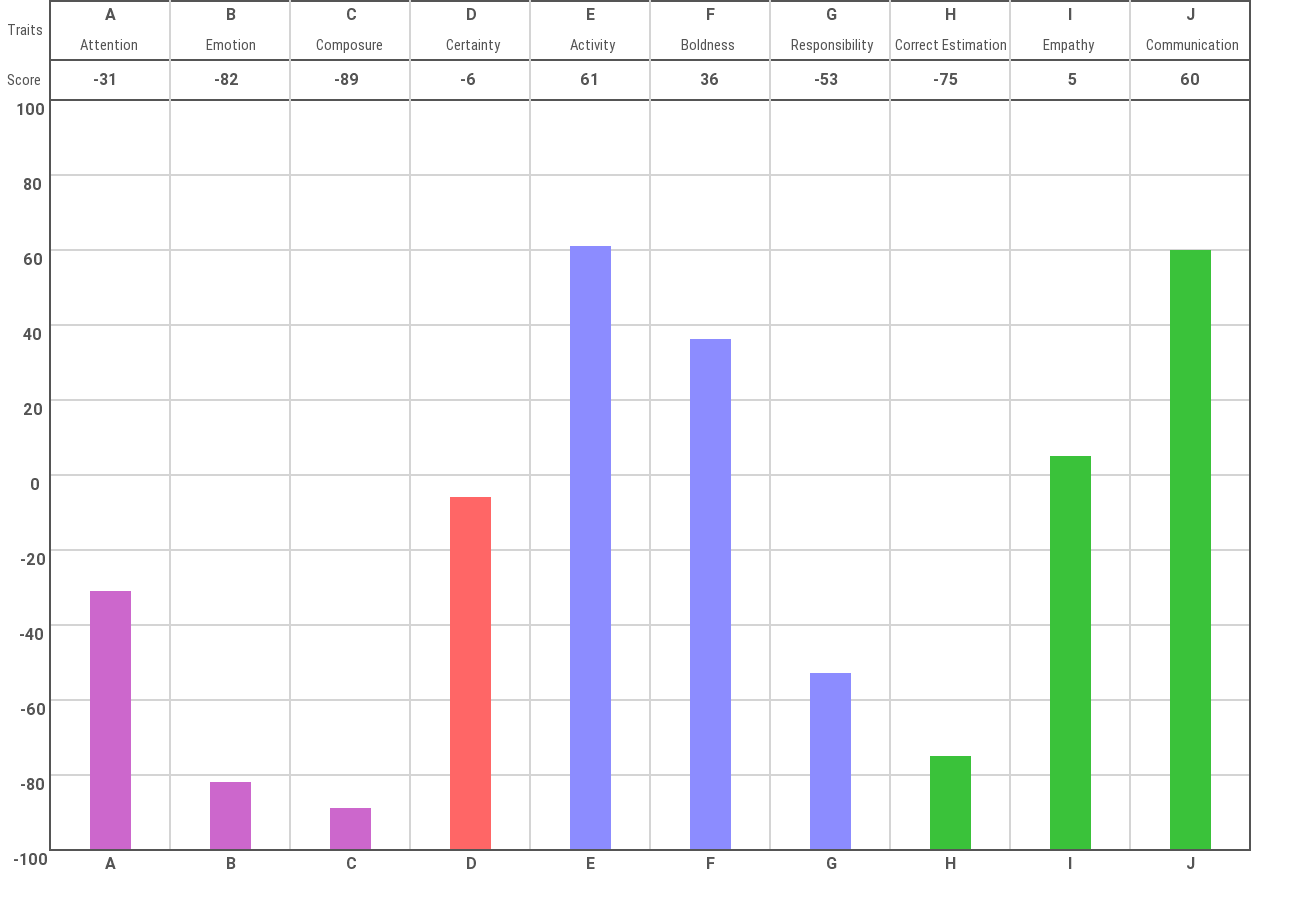 A B C D E F G H I J
Traits
Attention Emotion Composure Certainty Activity Boldness Responsibility Correct Estimation Empathy Communication
Score -31 -82 -89 -6 61 36 -53 -75 5 60
100
80
60
40
20
0
-20
-40
-60
-80
-100
A B C D E F G H I J